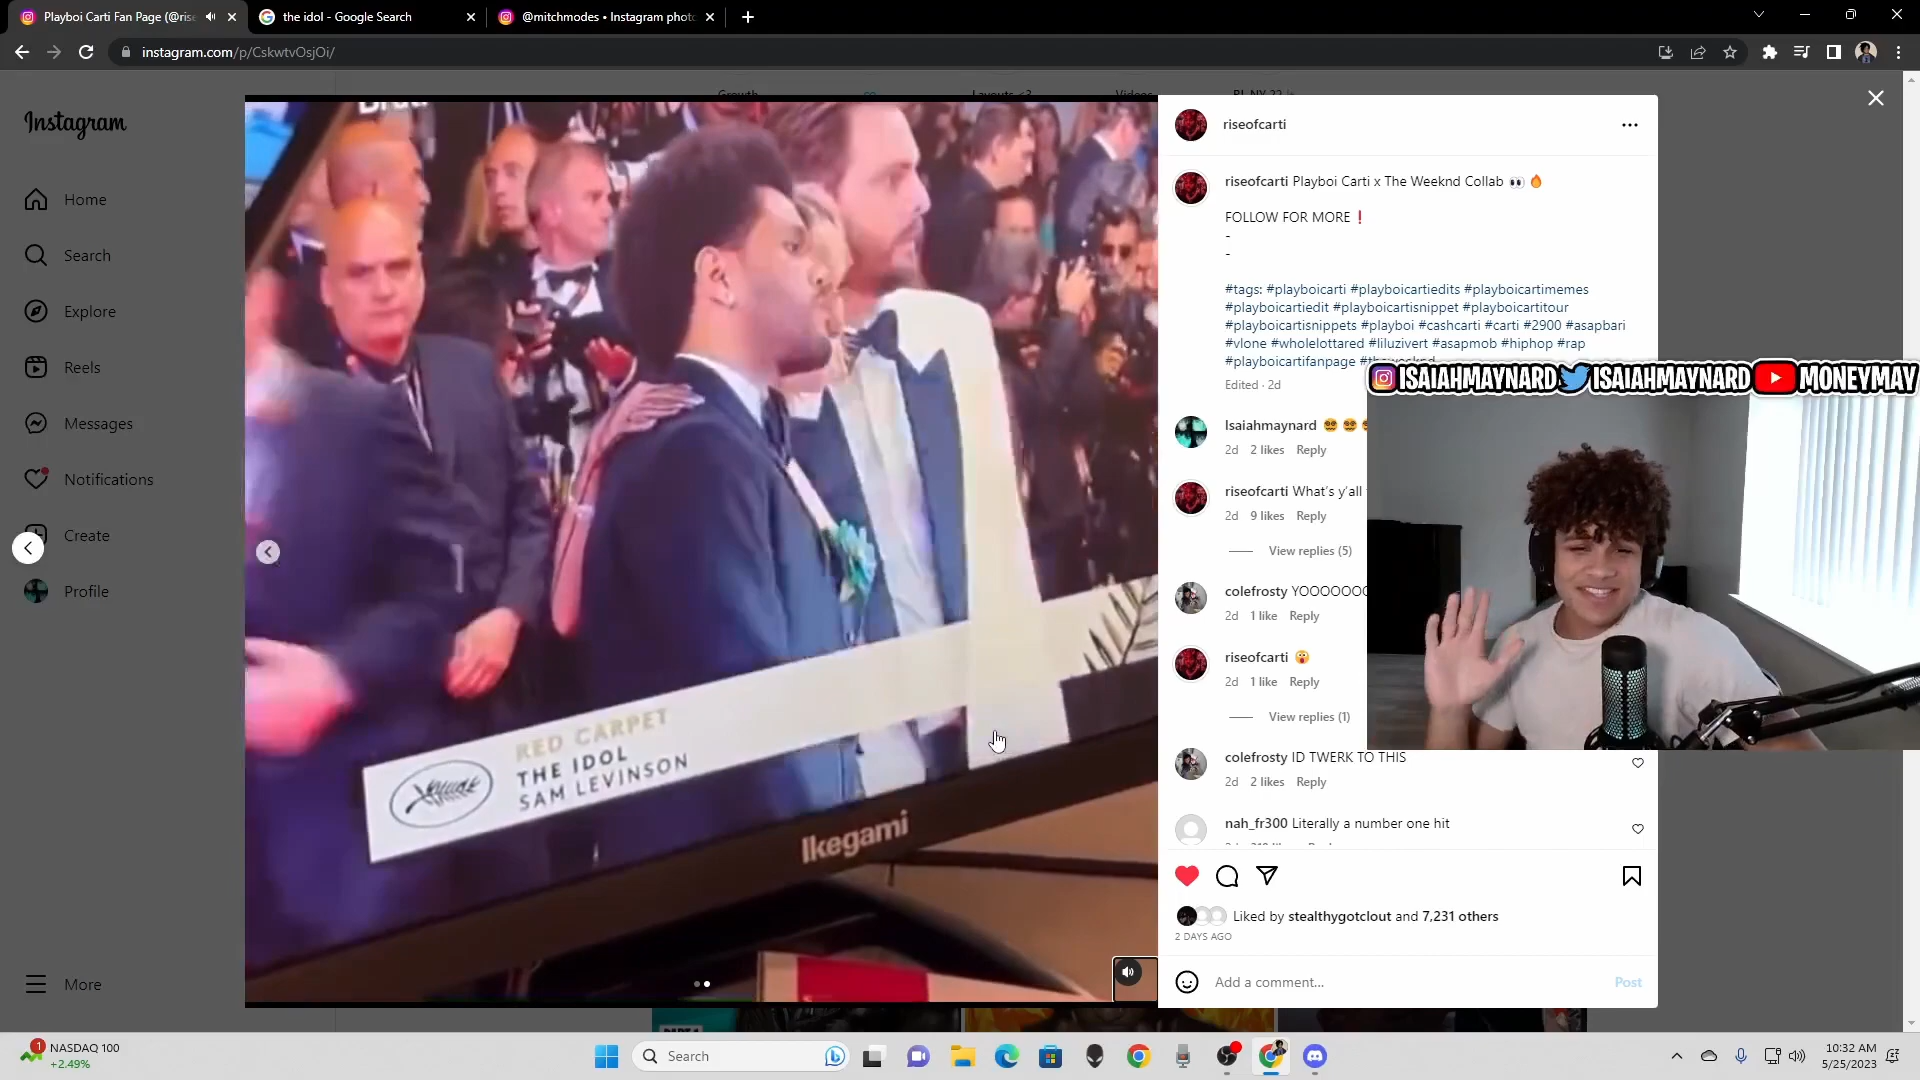 Playboi Carti Fan Page (@rise
the idol - Google Search
@mitchmodes • Instagram phot
instagram.com/p/CskwtvOsjOi/
Instagram
Home
Search
Explore
Reels
Messages
Notifications
Create
Profile
More
RED CARPET
THE IDOL
SAM LEVINSON
Ikegami
riseofcarti
riseofcarti Playboi Carti x The Weeknd Collab 👀 🔥
FOLLOW FOR MORE❗
-
-
#tags: #playboicarti #playboicartiedits #playboicartimemes
#playboicartiedit #playboicartisnippet #playboicartitour
#playboicartisnippets #playboi #cashcarti #carti #2900 #asapbari
#vlone #wholelottared #liluzivert #asapmob #hiphop #rap
#playboicartifanpage #theweeknd
Edited · 2d
ISAIAHMAYNARD ISAIAHMAYNARD MONEYMAY
Isaiahmaynard
2d 2 likes Reply
riseofcarti What's y'all
2d 9 likes Reply
View replies (5)
colefrosty YOOOOOOO
2d 1 like Reply
riseofcarti 😲
2d 1 like Reply
View replies (1)
colefrosty ID TWERK TO THIS
2d 2 likes Reply
nah_fr300 Literally a number one hit
Liked by stealthygotclout and 7,231 others
2 DAYS AGO
Add a comment...
Post
NASDAQ 100
+2.49%
Search
10:32 AM
5/25/2023